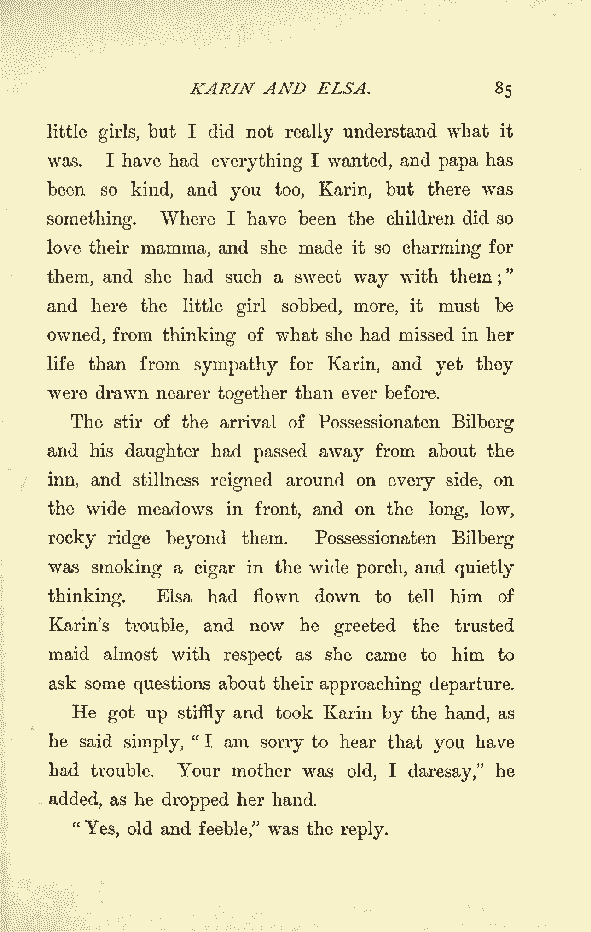 KARIN AND ELSA. 85
little girls, but I did not really understand what it
was. I have had everything I wanted, and papa has
been so kind, and you too, Karin, but there was
something. Where I have been the children did so
love their mamma, and she made it so charming for
them, and she had such a sweet way with them;”
and here the little girl sobbed, more, it must be
owned, from thinking of what she had missed in her
life than from sympathy for Karin, and yet they
were drawn nearer together than ever before.
The stir of the arrival of Possessionaten Bilberg
and his daughter had passed away from about the
inn, and stillness reigned around on every side, on
the wide meadows in front, and on the long, low,
rocky ridge beyond them. Possessionaten Bilberg
was smoking a cigar in the wide porch, and quietly
thinking. Elsa had flown down to tell him of
Karin’s trouble, and now he greeted the trusted
maid almost with respect as she came to him to
ask some questions about their approaching departure.
He got up stiffly and took Karin by the hand, as
he said simply, “I am sorry to hear that you have
had trouble. Your mother was old, I daresay,” he
added, as he dropped her hand.
“Yes, old and feeble,” was the reply.